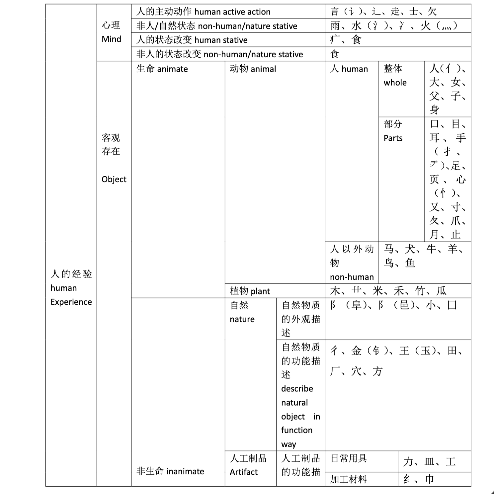 人的经验
human
Experience
心理
Mind
人的主动动作 human active action
言（讠）、辶、走、士、欠
非人/自然状态 non-human/nature stative
雨、水（氵）、冫、火（灬）
人的状态改变 human stative
疒、食
非人的状态改变 non-human/nature stative
食
客观
存在
Object
生命 animate
动物 animal
人 human
整体
whole
人（亻）、
大、女、
父、子、
身
部分
Parts
口、目、
耳、手
（扌、
龵）、足、
页、心
（忄）、
又、寸、
夂、爪、
月、止
人以外动
物
non-human
马、犬、牛、羊、
鸟、鱼
植物 plant
木、艹、米、禾、竹、瓜
非生命 inanimate
自然
nature
自然物质
的外观描
述
阝（阜）、阝（邑）、小、囗
自然物质
的功能描
述
describe
natural
object in
function
way
彳、金（钅）、王（玉）、田、
厂、穴、方
人工制品
Artifact
人工制品
的功能描
日常用具
力、皿、工
加工材料
纟、巾